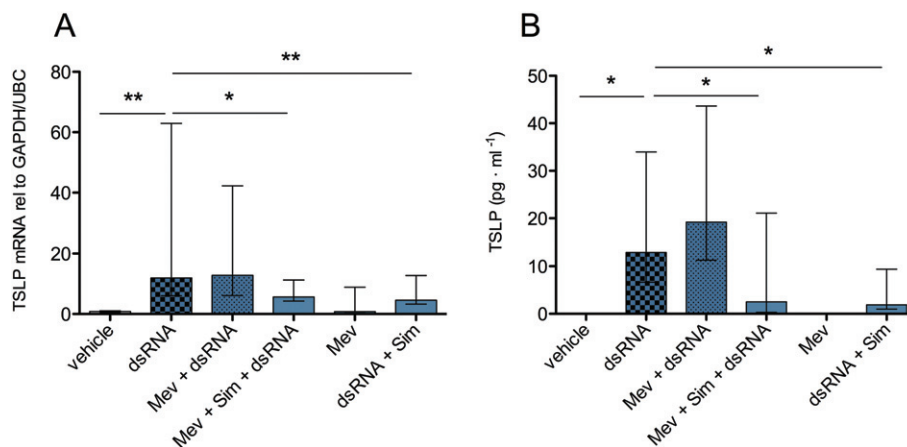 A
TSLP mRNA rel to GAPDH/UBC
80
60
40
20
0
**
**
*
vehicle
dsRNA
Mev + dsRNA
Mev + Sim + dsRNA
Mev
dsRNA + Sim
B
TSLP (pg · ml⁻¹)
50
40
30
20
10
0
*
*
*
vehicle
dsRNA
Mev + dsRNA
Mev + Sim + dsRNA
Mev
dsRNA + Sim